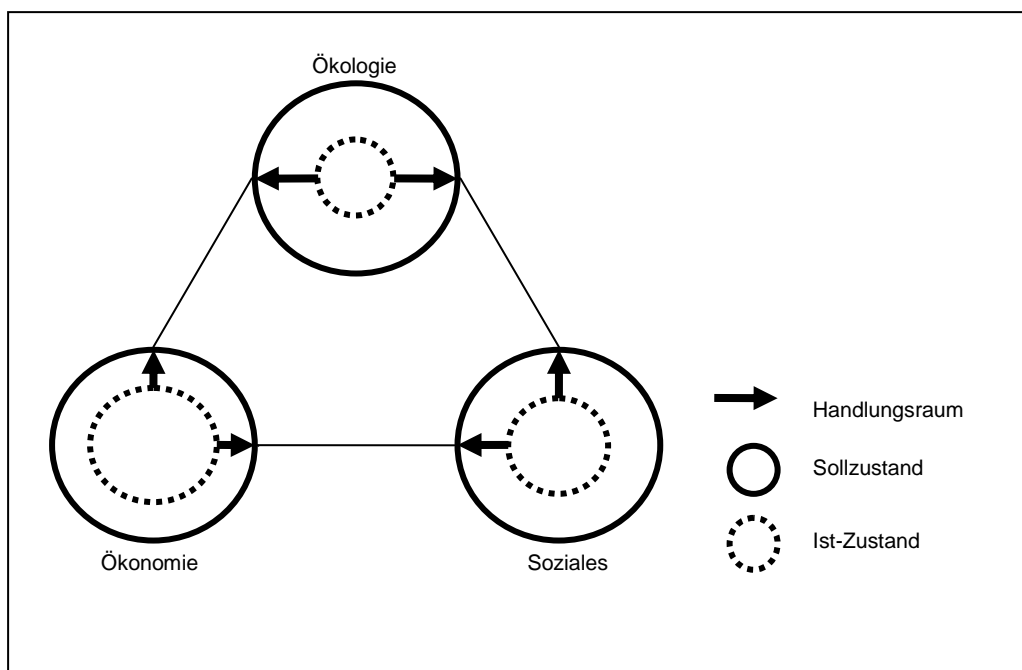 Ökologie
Ökonomie
Soziales
Handlungsraum
Sollzustand
Ist-Zustand